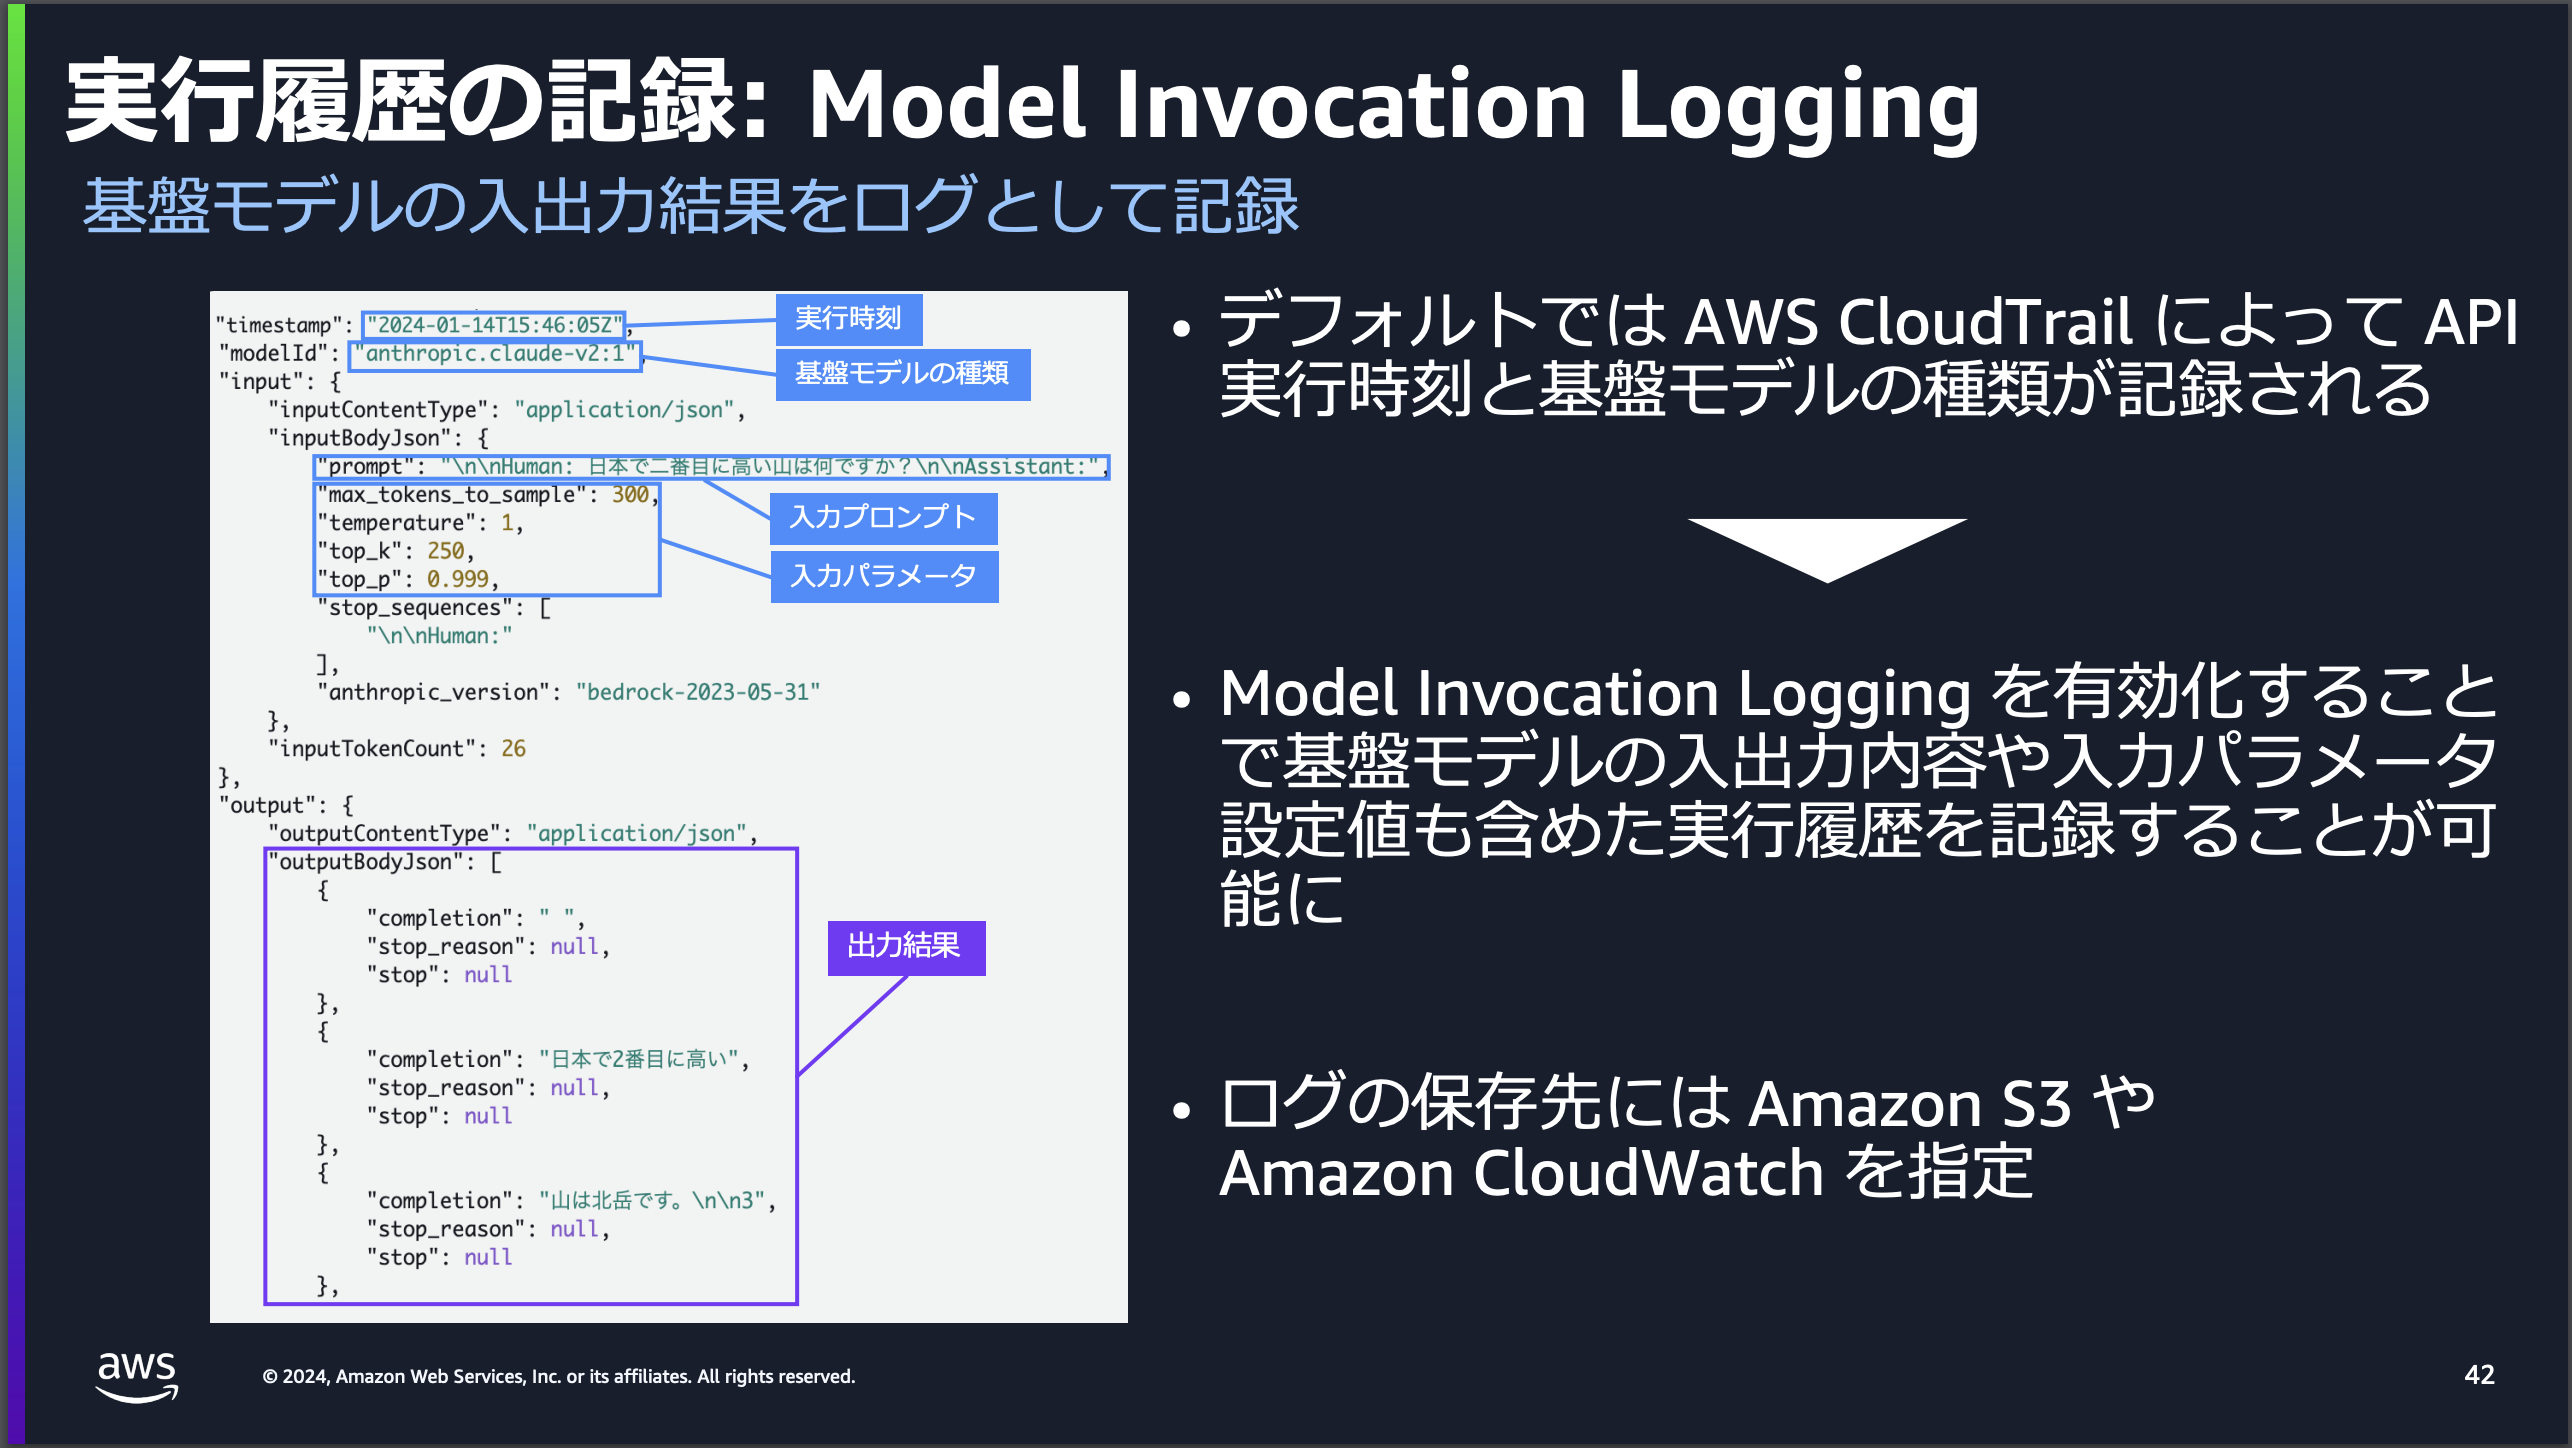 実行履歴の記録: Model Invocation Logging
基盤モデルの入出力結果をログとして記録
"timestamp": "2024-01-14T15:46:05Z",
実行時刻
"modelId": "anthropic.claude-v2:1",
基盤モデルの種類
"input": {
"inputContentType": "application/json",
"inputBodyJson": {
"prompt": "\n\nHuman: 日本で二番目に高い山は何ですか？\n\nAssistant:",
入力プロンプト
"max_tokens_to_sample": 300,
"temperature": 1,
"top_k": 250,
"top_p": 0.999,
入力パラメータ
"stop_sequences": [
"\n\nHuman:"
],
"anthropic_version": "bedrock-2023-05-31"
},
"inputTokenCount": 26
},
"output": {
"outputContentType": "application/json",
"outputBodyJson": [
{
"completion": " ",
"stop_reason": null,
"stop": null
},
出力結果
{
"completion": "日本で2番目に高い",
"stop_reason": null,
"stop": null
},
{
"completion": "山は北岳です。\n\n3",
"stop_reason": null,
"stop": null
},
• デフォルトでは AWS CloudTrail によって API
実行時刻と基盤モデルの種類が記録される
• Model Invocation Logging を有効化すること
で基盤モデルの入出力内容や入力パラメータ
設定値も含めた実行履歴を記録することが可
能に
• ログの保存先には Amazon S3 や
Amazon CloudWatch を指定
aws
© 2024, Amazon Web Services, Inc. or its affiliates. All rights reserved.
42